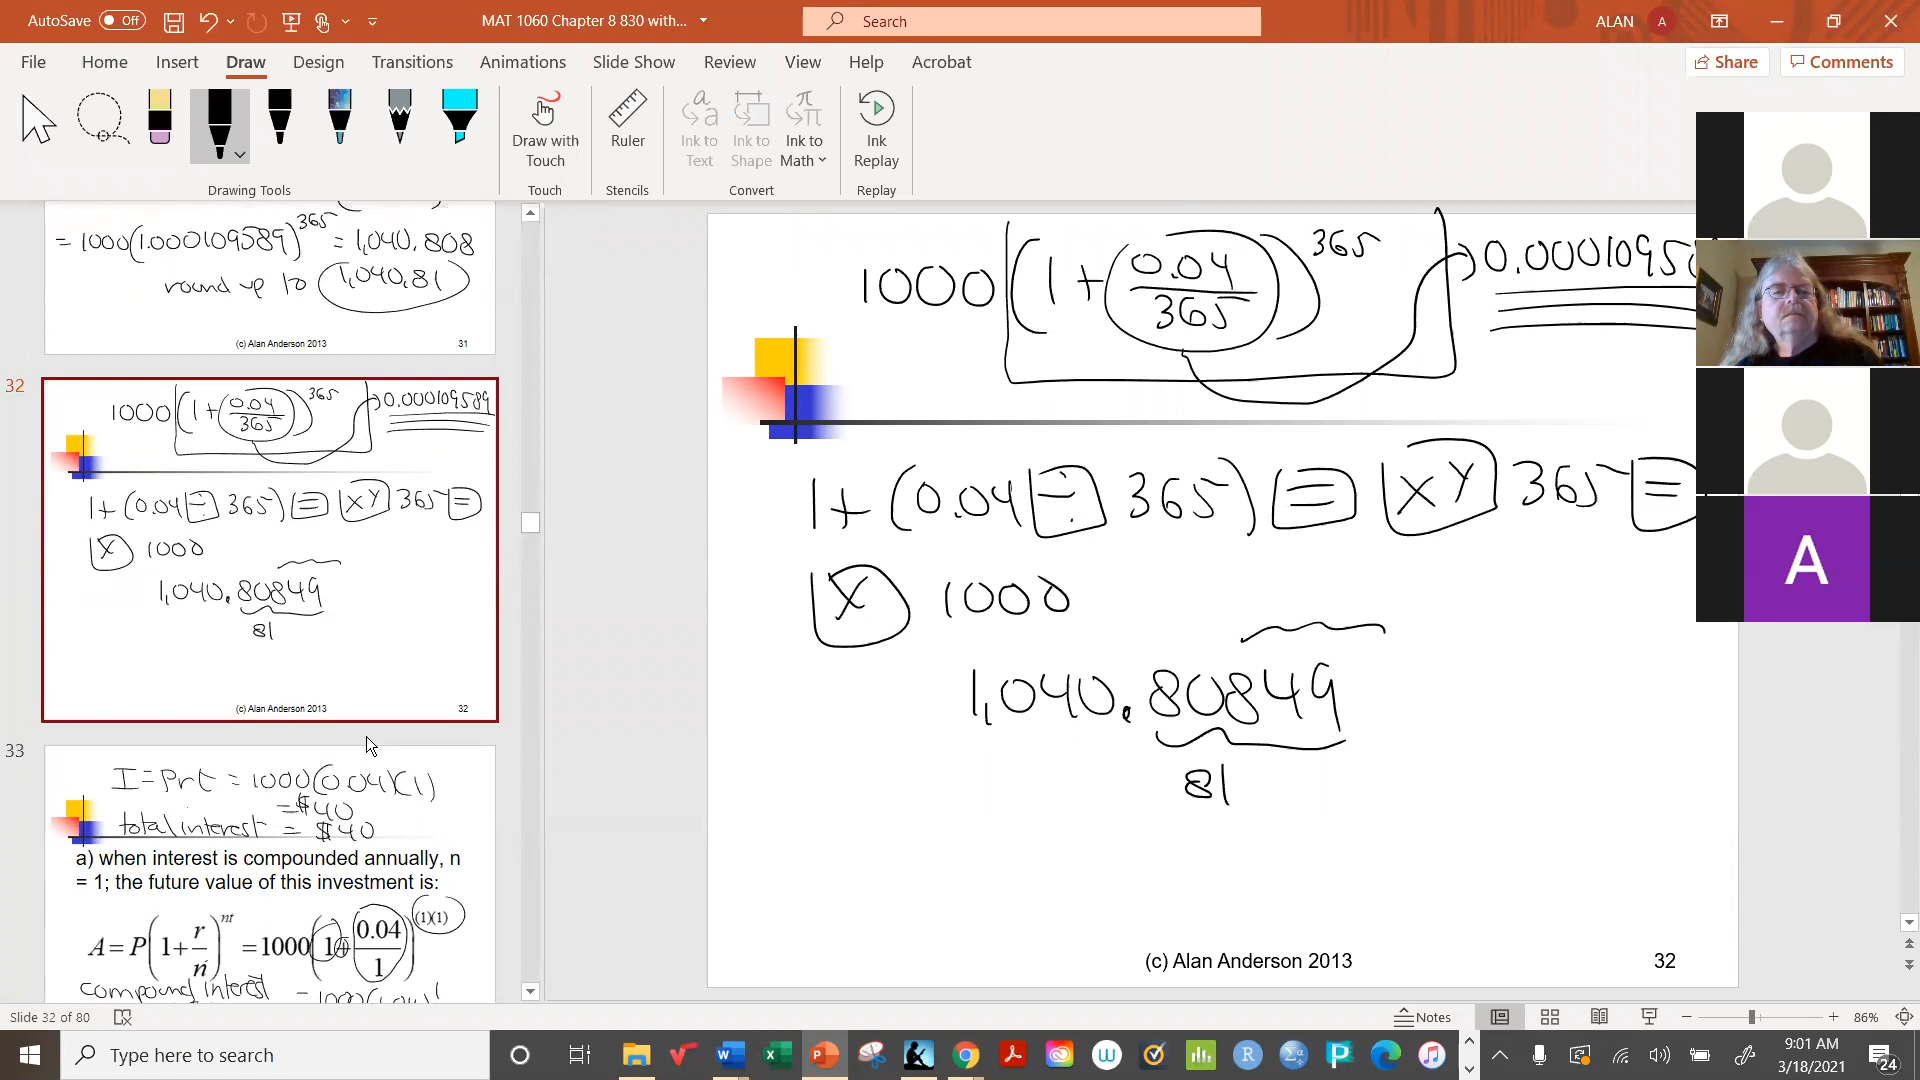 AutoSave Off MAT 1060 Chapter 8 830 with... Search ALAN A
File Home Insert Draw Design Transitions Animations Slide Show Review View Help Acrobat Share Comments
Draw with Touch Ruler Ink to Text Ink to Shape Ink to Math Ink Replay
Drawing Tools Touch Stencils Convert Replay
= 1000(1.000109589)^365 = 1,040.808
round up to 1,040.81
(c) Alan Anderson 2013 31
32
1000(1+0.04/365)^365 0.000109589
1+(0.04÷365)= X^Y 365 =
X 1000
1,040.80849
81
(c) Alan Anderson 2013 32
33
I=Prt = 1000(0.04)(1)
= $40
total interest = $40
a) when interest is compounded annually, n
= 1; the future value of this investment is:
A = P(1+r/n)^nt = 1000(1+0.04/1)^(1)(1)
compound interest = 1000(1.04)^1
1000(1+0.04/365)^365 0.00010958
1+(0.04÷365)= X^Y 365 =
X 1000
1,040.80849
81
(c) Alan Anderson 2013 32
A
Slide 32 of 80 Notes 86%
Type here to search 9:01 AM
3/18/2021 24